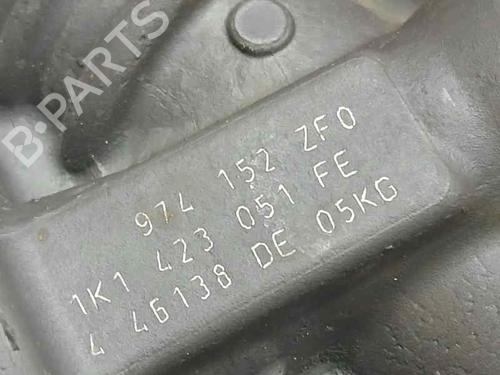 B-PARTS
974 152 ZF0
1K1 423 051 FE
4 46138 DE 05KG